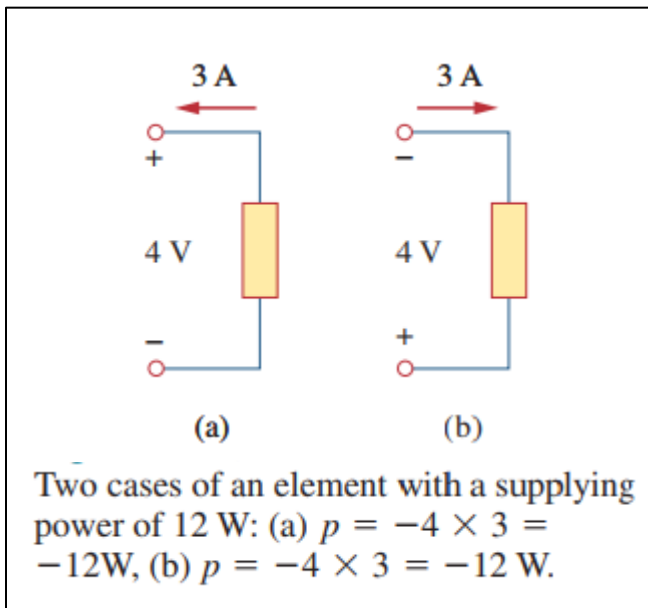 3 A 3 A
+ −
4 V 4 V
− +
(a) (b)
Two cases of an element with a supplying
power of 12 W: (a) p = −4 × 3 =
−12W, (b) p = −4 × 3 = −12 W.